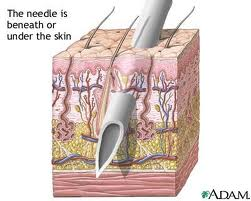 The needle is
beneath or
under the skin
ADAM.